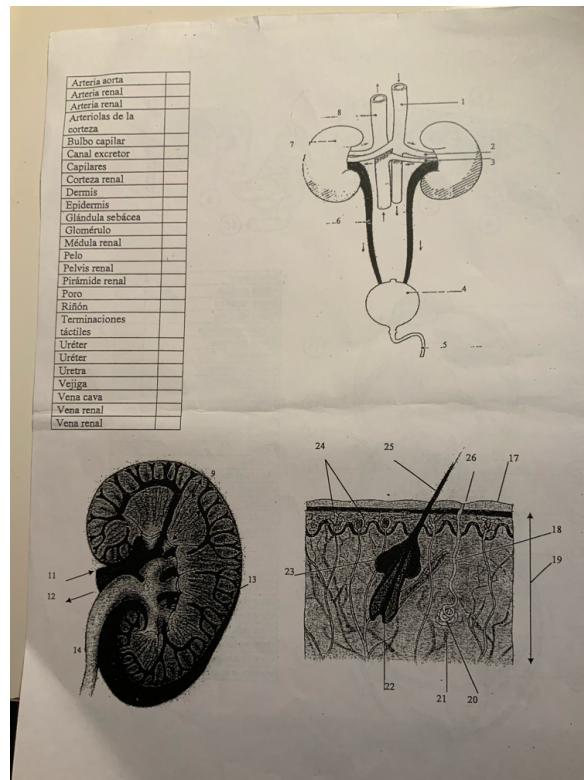 Arteria aorta
Arteria renal
Arteria renal
Arteriolas de la
corteza
Bulbo capilar
Canal excretor
Capilares
Corteza renal
Dermis
Epidermis
Glándula sebácea
Glomérulo
Médula renal
Pelo
Pelvis renal
Pirámide renal
Poro
Riñón
Terminaciones
táctiles
Uréter
Uréter
Uretra
Vejiga
Vena cava
Vena renal
Vena renal
8
1
7
2
3
6
4
5
9
11
12
13
14
24
25
26
17
18
23
19
22
21
20